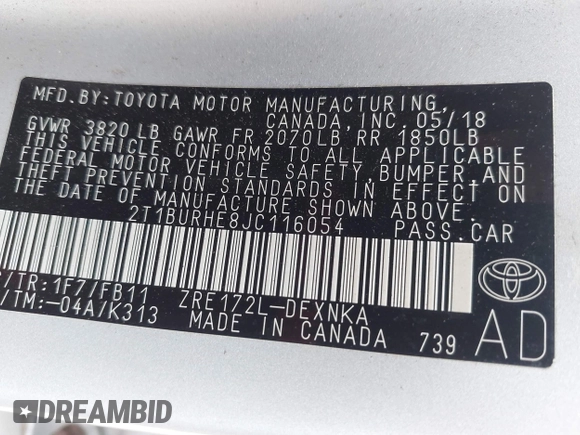 MFD. BY: TOYOTA MOTOR MANUFACTURING,
CANADA, INC. 05/18
GVWR 3820 LB GAWR FR 2070 LB RR 1850LB
THIS VEHICLE CONFORMS TO ALL APPLICABLE
FEDERAL MOTOR VEHICLE SAFETY, BUMPER, AND
THEFT PREVENTION STANDARDS IN EFFECT ON
THE DATE OF MANUFACTURE SHOWN ABOVE.
2T1BURHE8JC116054 PASS. CAR
/TR: 1F7/FB11 ZRE172L-DEXNKA
/TM: -04A/K313 MADE IN CANADA 739
AD
DREAMBID